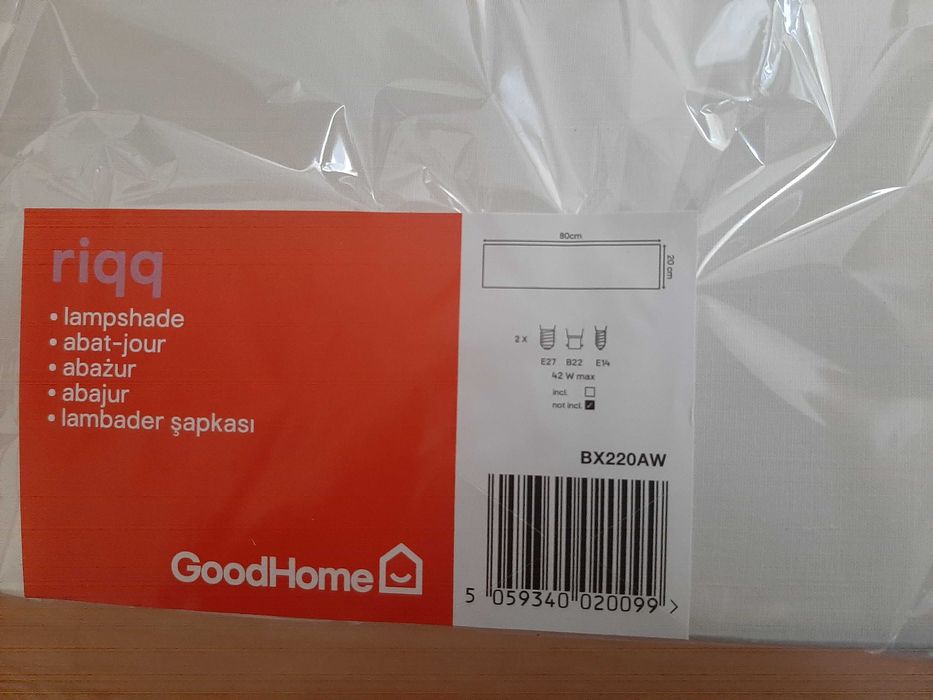 riqq
• lampshade
• abat-jour
• abażur
• abajur
• lambader şapkası
GoodHome
80cm
20 cm
2 X
E27 B22 E14
42 W max
incl.
not incl.
BX220AW
5 059340 020099 >